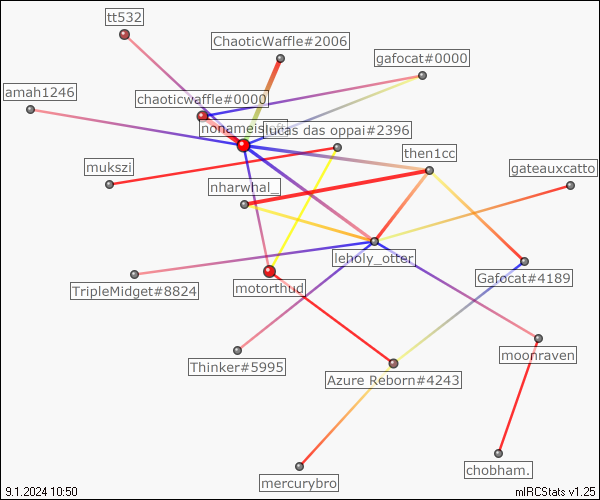 tt532
ChaoticWaffle#2006
gafocat#0000
amah1246
chaoticwaffle#0000
lucas das oppai#2396
then1cc
mukszi
gateauxcatto
nharwhal_
leholy_otter
Gafocat#4189
TripleMidget#8824
motorthud
moonraven
Thinker#5995
Azure Reborn#4243
chobham.
mercurybro
9.1.2024 10:50
mIRCStats v1.25